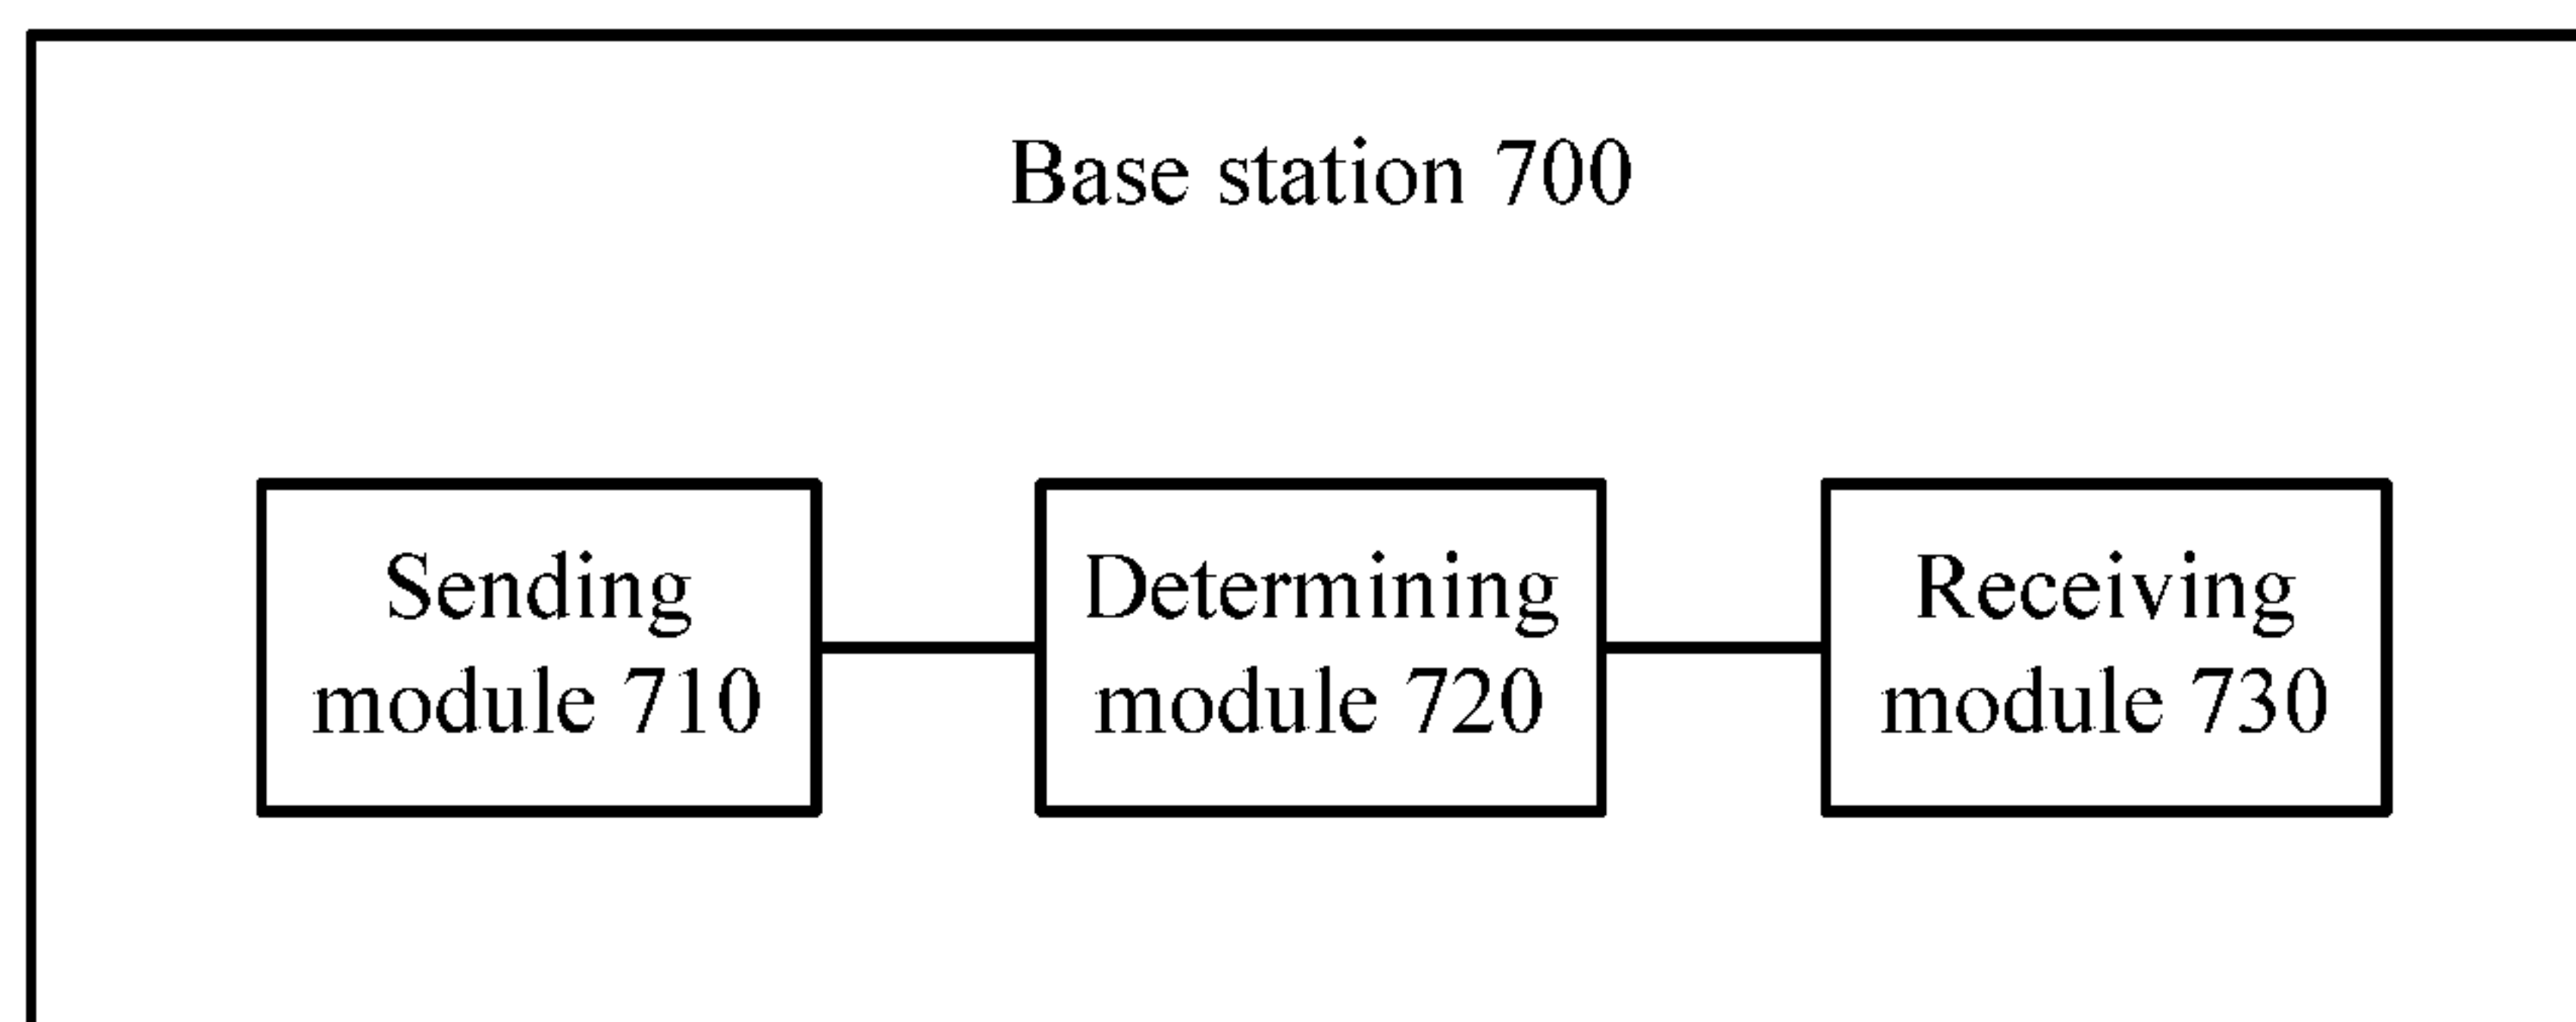 Base station 700
Sending
module 710
Determining
module 720
Receiving
module 730